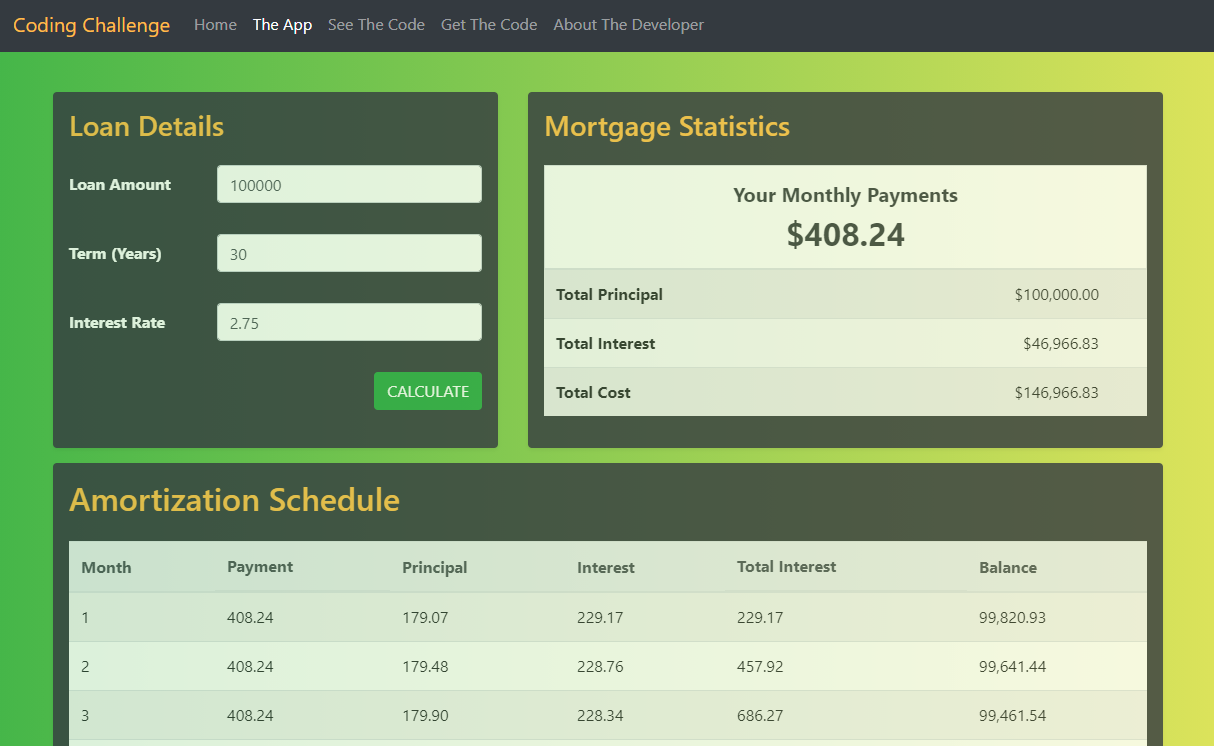 Coding Challenge Home The App See The Code Get The Code About The Developer
Loan Details
Loan Amount 100000
Term (Years) 30
Interest Rate 2.75
CALCULATE
Mortgage Statistics
Your Monthly Payments
$408.24
Total Principal $100,000.00
Total Interest $46,966.83
Total Cost $146,966.83
Amortization Schedule
Month Payment Principal Interest Total Interest Balance
1 408.24 179.07 229.17 229.17 99,820.93
2 408.24 179.48 228.76 457.92 99,641.44
3 408.24 179.90 228.34 686.27 99,461.54